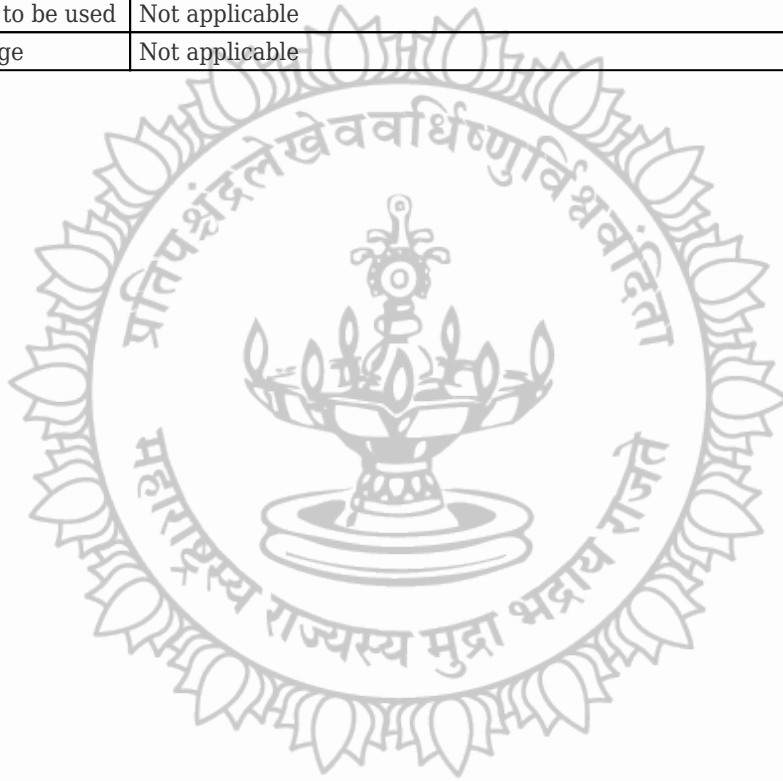 to be used Not applicable
ge Not applicable
प्रतिपश्चंद्रलेखेववर्धिष्णुर्विश्ववंदिता
महाराष्ट्रस्य राज्यस्य मुद्रा भद्राय राजते